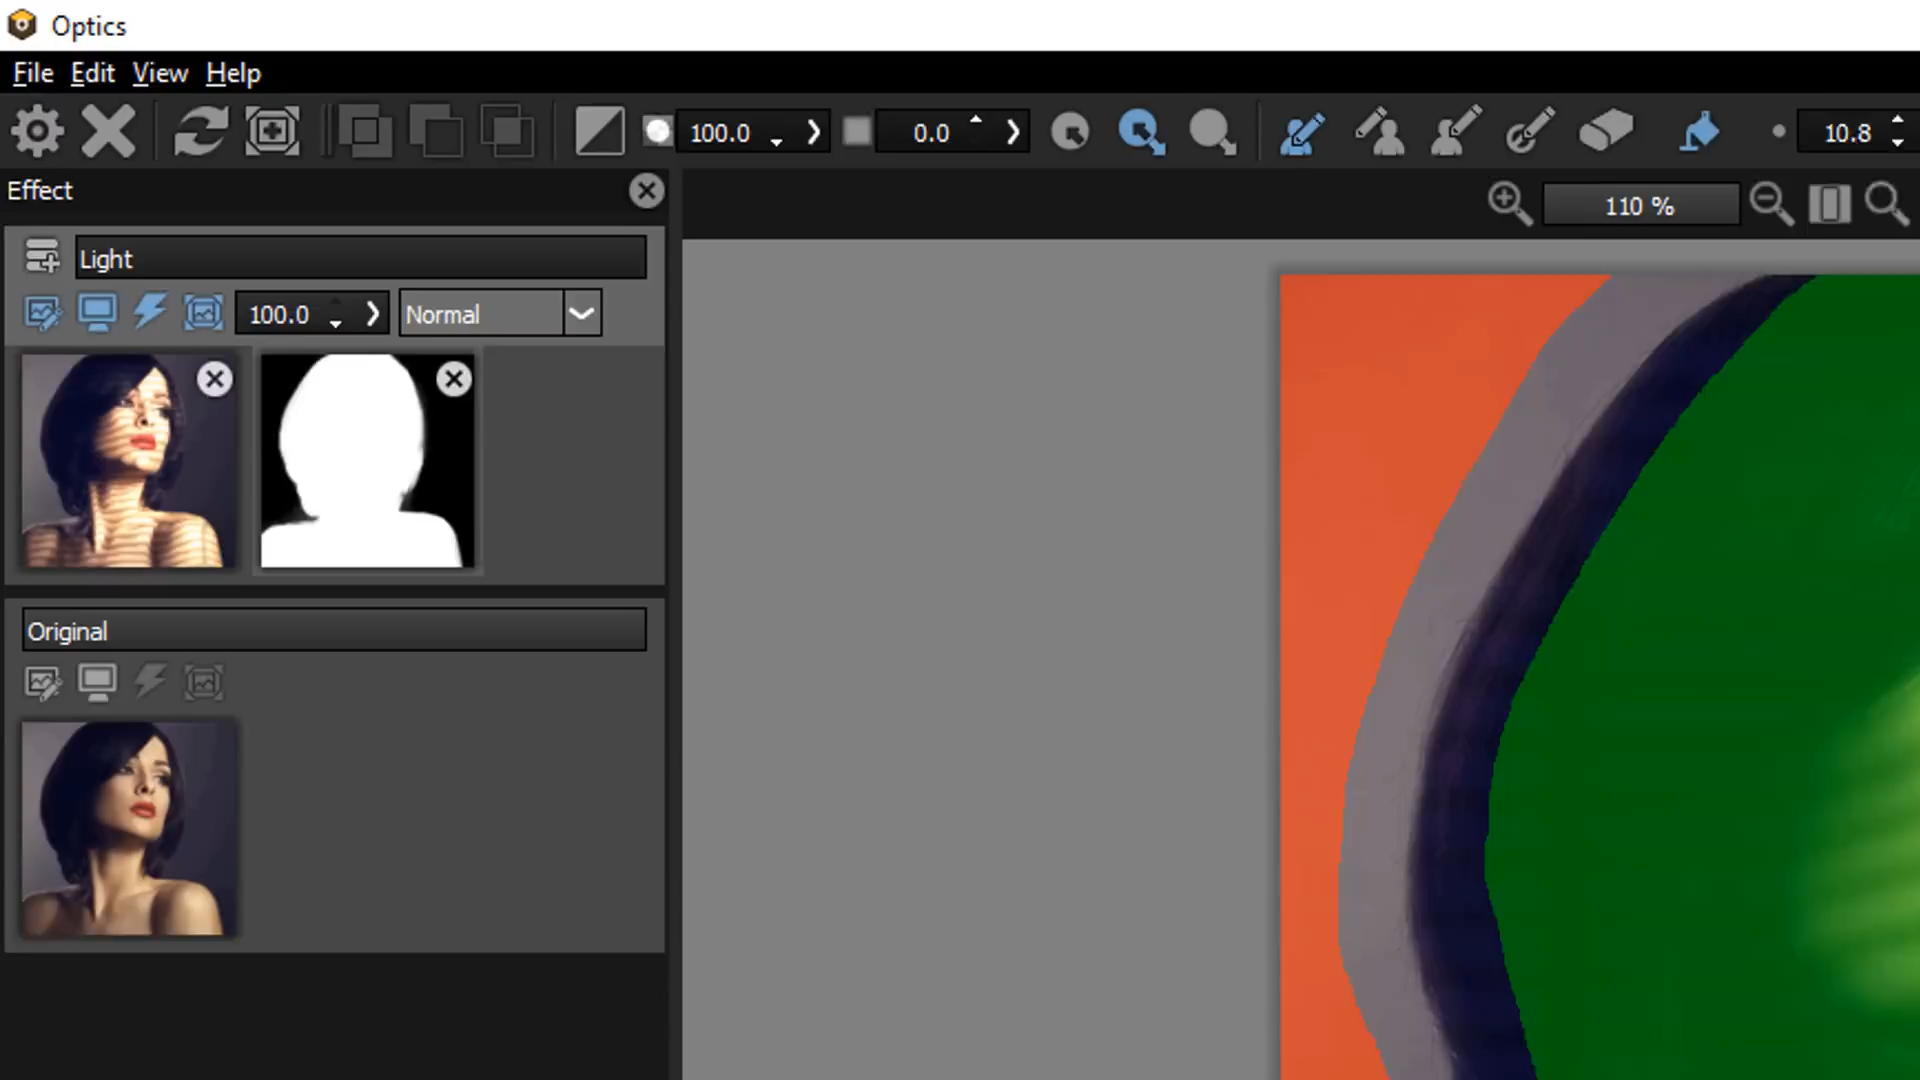 Optics
File Edit View Help
100.0 0.0 10.8
Effect
110 %
Light
100.0 Normal
Original